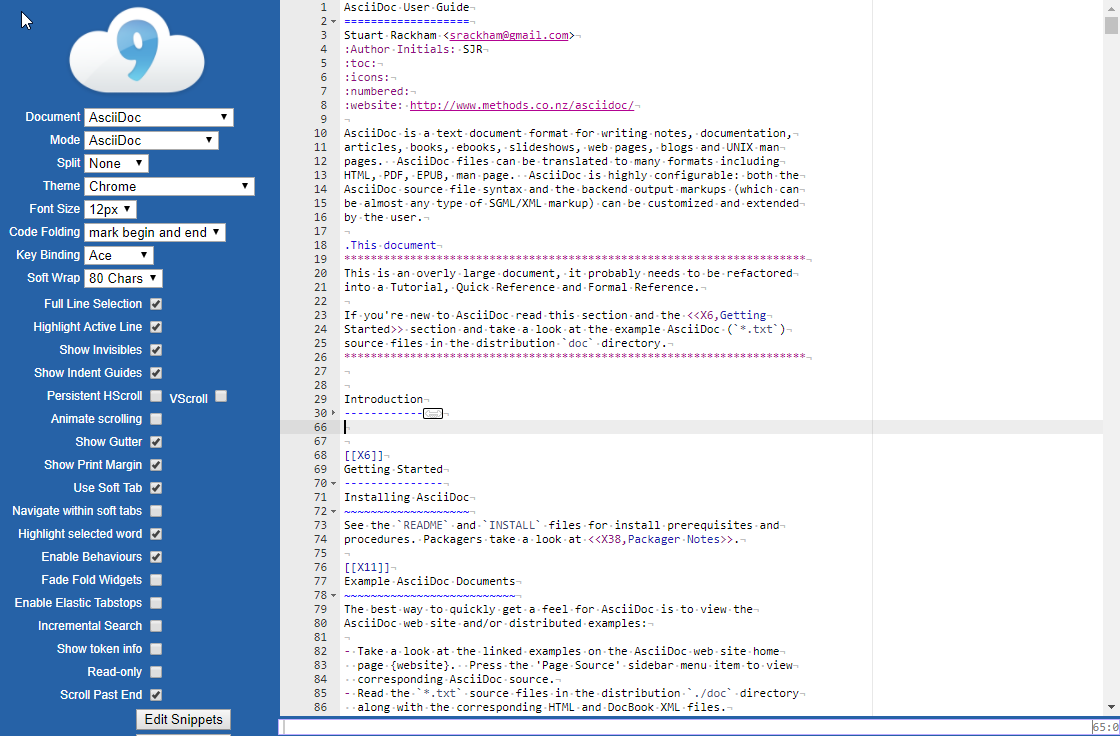 9
Document AsciiDoc
Mode AsciiDoc
Split None
Theme Chrome
Font Size 12px
Code Folding mark begin and end
Key Binding Ace
Soft Wrap 80 Chars
Full Line Selection
Highlight Active Line
Show Invisibles
Show Indent Guides
Persistent HScroll VScroll
Animate scrolling
Show Gutter
Show Print Margin
Use Soft Tab
Navigate within soft tabs
Highlight selected word
Enable Behaviours
Fade Fold Widgets
Enable Elastic Tabstops
Incremental Search
Show token info
Read-only
Scroll Past End
Edit Snippets
1 AsciiDoc·User·Guide¬
2 ===================¬
3 Stuart·Rackham·<srackham@gmail.com>¬
4 :Author·Initials:·SJR¬
5 :toc:¬
6 :icons:¬
7 :numbered:¬
8 :website:·http://www.methods.co.nz/asciidoc/¬
9 ¬
10 AsciiDoc·is·a·text·document·format·for·writing·notes,·documentation,¬
11 articles,·books,·ebooks,·slideshows,·web·pages,·blogs·and·UNIX·man¬
12 pages.··AsciiDoc·files·can·be·translated·to·many·formats·including¬
13 HTML,·PDF,·EPUB,·man·page.··AsciiDoc·is·highly·configurable:·both·the¬
14 AsciiDoc·source·file·syntax·and·the·backend·output·markups·(which·can¬
15 be·almost·any·type·of·SGML/XML·markup)·can·be·customized·and·extended¬
16 by·the·user.¬
17 ¬
18 .This·document¬
19 **********************************************************************¬
20 This·is·an·overly·large·document,·it·probably·needs·to·be·refactored¬
21 into·a·Tutorial,·Quick·Reference·and·Formal·Reference.¬
22 ¬
23 If·you're·new·to·AsciiDoc·read·this·section·and·the·<<X6,Getting¬
24 Started>>·section·and·take·a·look·at·the·example·AsciiDoc·(`*.txt`)¬
25 source·files·in·the·distribution·`doc`·directory.¬
26 **********************************************************************¬
27 ¬
28 ¬
29 Introduction¬
30 ------------¬
66 ¬
67 ¬
68 [[X6]]¬
69 Getting·Started¬
70 ---------------¬
71 Installing·AsciiDoc¬
72 ~~~~~~~~~~~~~~~~~~~¬
73 See·the·`README`·and·`INSTALL`·files·for·install·prerequisites·and¬
74 procedures.·Packagers·take·a·look·at·<<X38,Packager·Notes>>.¬
75 ¬
76 [[X11]]¬
77 Example·AsciiDoc·Documents¬
78 ~~~~~~~~~~~~~~~~~~~~~~~~~~¬
79 The·best·way·to·quickly·get·a·feel·for·AsciiDoc·is·to·view·the¬
80 AsciiDoc·web·site·and/or·distributed·examples:¬
81 ¬
82 -·Take·a·look·at·the·linked·examples·on·the·AsciiDoc·web·site·home¬
83 ··page·{website}.··Press·the·'Page·Source'·sidebar·menu·item·to·view¬
84 ··corresponding·AsciiDoc·source.¬
85 -·Read·the·`*.txt`·source·files·in·the·distribution·`./doc`·directory¬
86 ··along·with·the·corresponding·HTML·and·DocBook·XML·files.¬
65:0